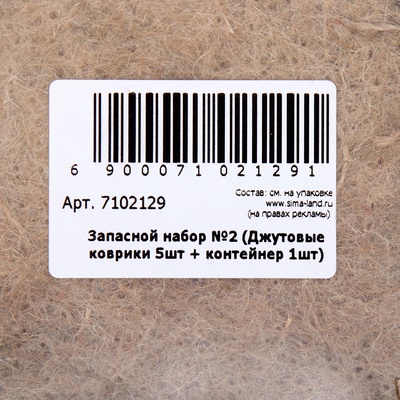 6 900071 021291
Арт. 7102129
Состав: см. на упаковке
www.sima-land.ru
(на правах рекламы)
Запасной набор №2 (Джутовые
коврики 5шт + контейнер 1шт)